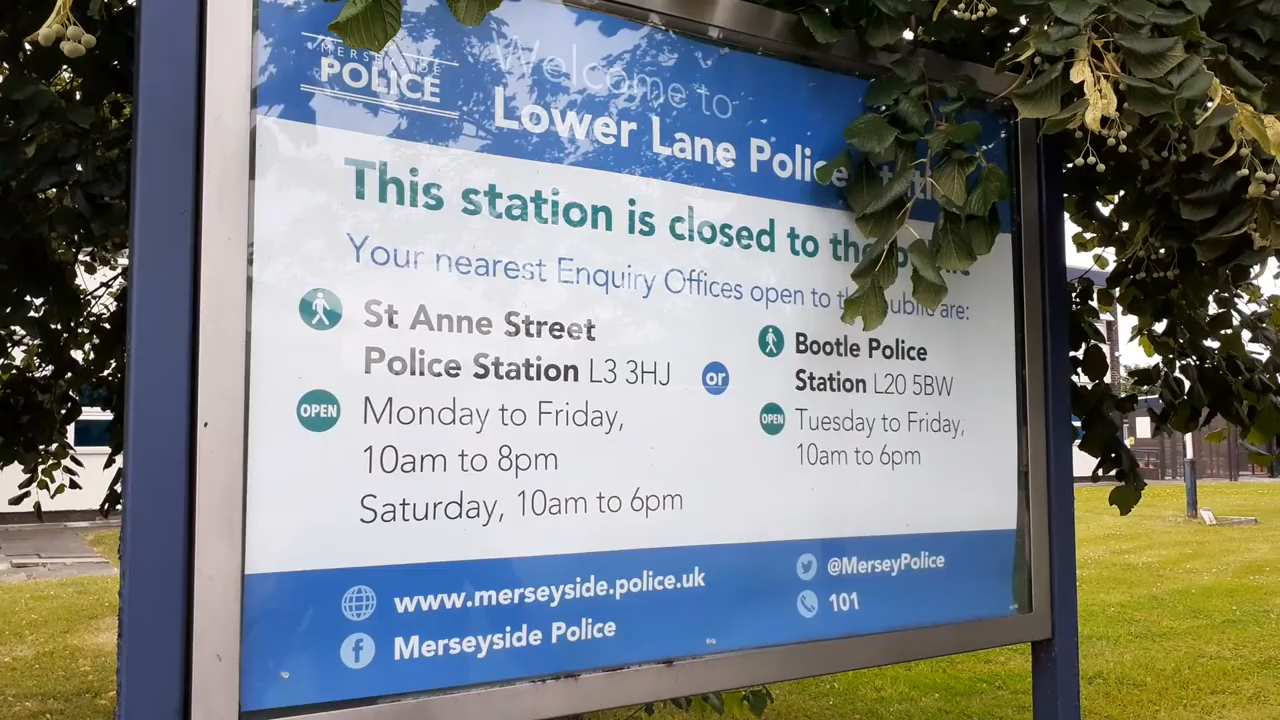 MERSEYSIDE
POLICE
Welcome to
Lower Lane Police
This station is closed to the
Your nearest Enquiry Offices open to the public are:
St Anne Street
Police Station L3 3HJ
OPEN
Monday to Friday,
10am to 8pm
Saturday, 10am to 6pm
or
Bootle Police
Station L20 5BW
OPEN
Tuesday to Friday,
10am to 6pm
www.merseyside.police.uk
Merseyside Police
@MerseyPolice
101